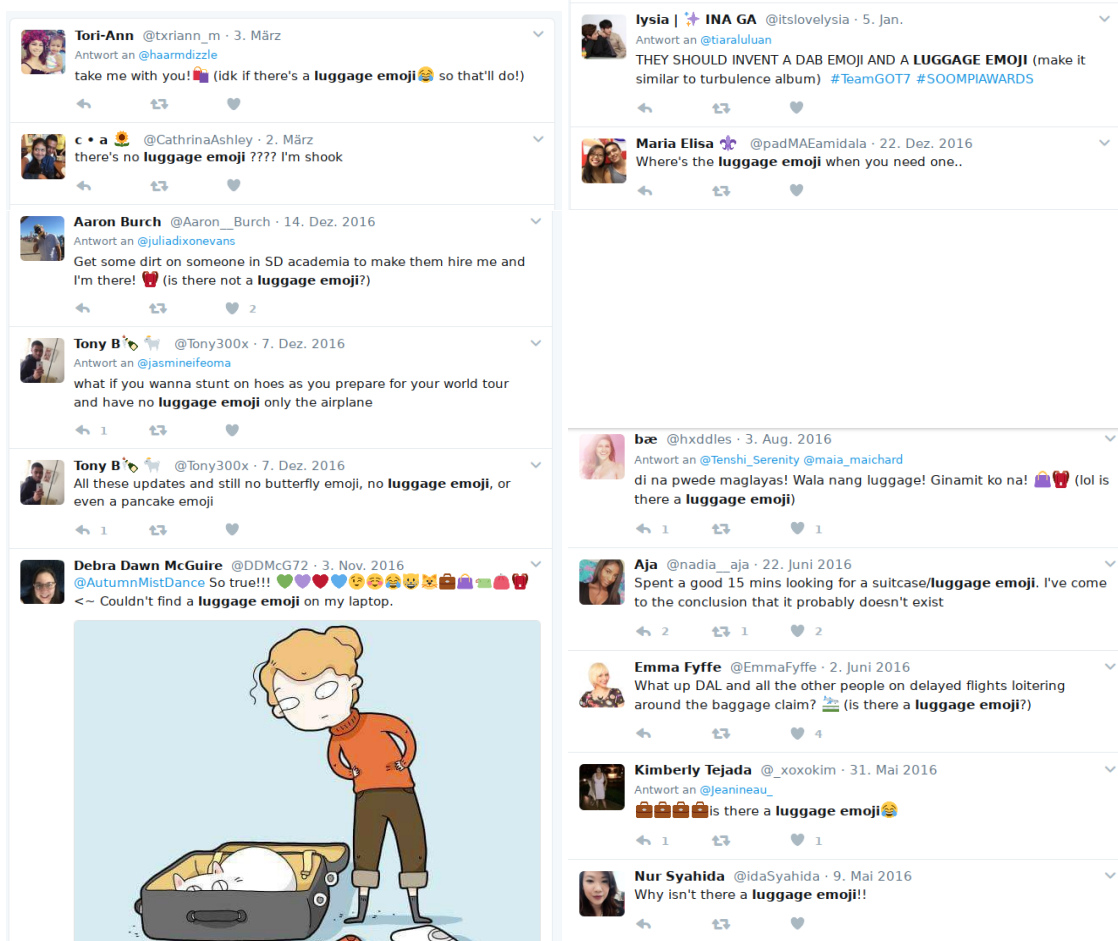 Tori-Ann @txriann_m · 3. März
Antwort an @haarmdizzle
take me with you!🛍️ (idk if there's a luggage emoji😂 so that'll do!)
c • a 🌻 @CathrinaAshley · 2. März
there's no luggage emoji ???? I'm shook
Aaron Burch @Aaron__Burch · 14. Dez. 2016
Antwort an @juliadixonevans
Get some dirt on someone in SD academia to make them hire me and
I'm there! 🎒 (is there not a luggage emoji?)
2
Tony B🍾 🐐 @Tony300x · 7. Dez. 2016
Antwort an @jasmineifeoma
what if you wanna stunt on hoes as you prepare for your world tour
and have no luggage emoji only the airplane
1
Tony B🍾 🐐 @Tony300x · 7. Dez. 2016
All these updates and still no butterfly emoji, no luggage emoji, or
even a pancake emoji
1
Debra Dawn McGuire @DDMcG72 · 3. Nov. 2016
@AutumnMistDance So true!!! 💚💜❤️💙😉☺️😂😺😼💼👜👝👛🎒
<~ Couldn't find a luggage emoji on my laptop.
lysia | ✨ INA GA @itslovelysia · 5. Jan.
Antwort an @tiaraluluan
THEY SHOULD INVENT A DAB EMOJI AND A LUGGAGE EMOJI (make it
similar to turbulence album) #TeamGOT7 #SOOMPIAWARDS
Maria Elisa ⚜️ @padMAEamidala · 22. Dez. 2016
Where's the luggage emoji when you need one..
bæ @hxddles · 3. Aug. 2016
Antwort an @Tenshi_Serenity @maia_maichard
di na pwede maglayas! Wala nang luggage! Ginamit ko na! 👜🎒 (lol is
there a luggage emoji)
1 1
Aja @nadia__aja · 22. Juni 2016
Spent a good 15 mins looking for a suitcase/luggage emoji. I've come
to the conclusion that it probably doesn't exist
2 1 2
Emma Fyffe @EmmaFyffe · 2. Juni 2016
What up DAL and all the other people on delayed flights loitering
around the baggage claim? 🛬 (is there a luggage emoji?)
4
Kimberly Tejada @_xoxokim · 31. Mai 2016
Antwort an @Jeanineau_
💼💼💼💼is there a luggage emoji😂
1 1
Nur Syahida @idaSyahida · 9. Mai 2016
Why isn't there a luggage emoji!!